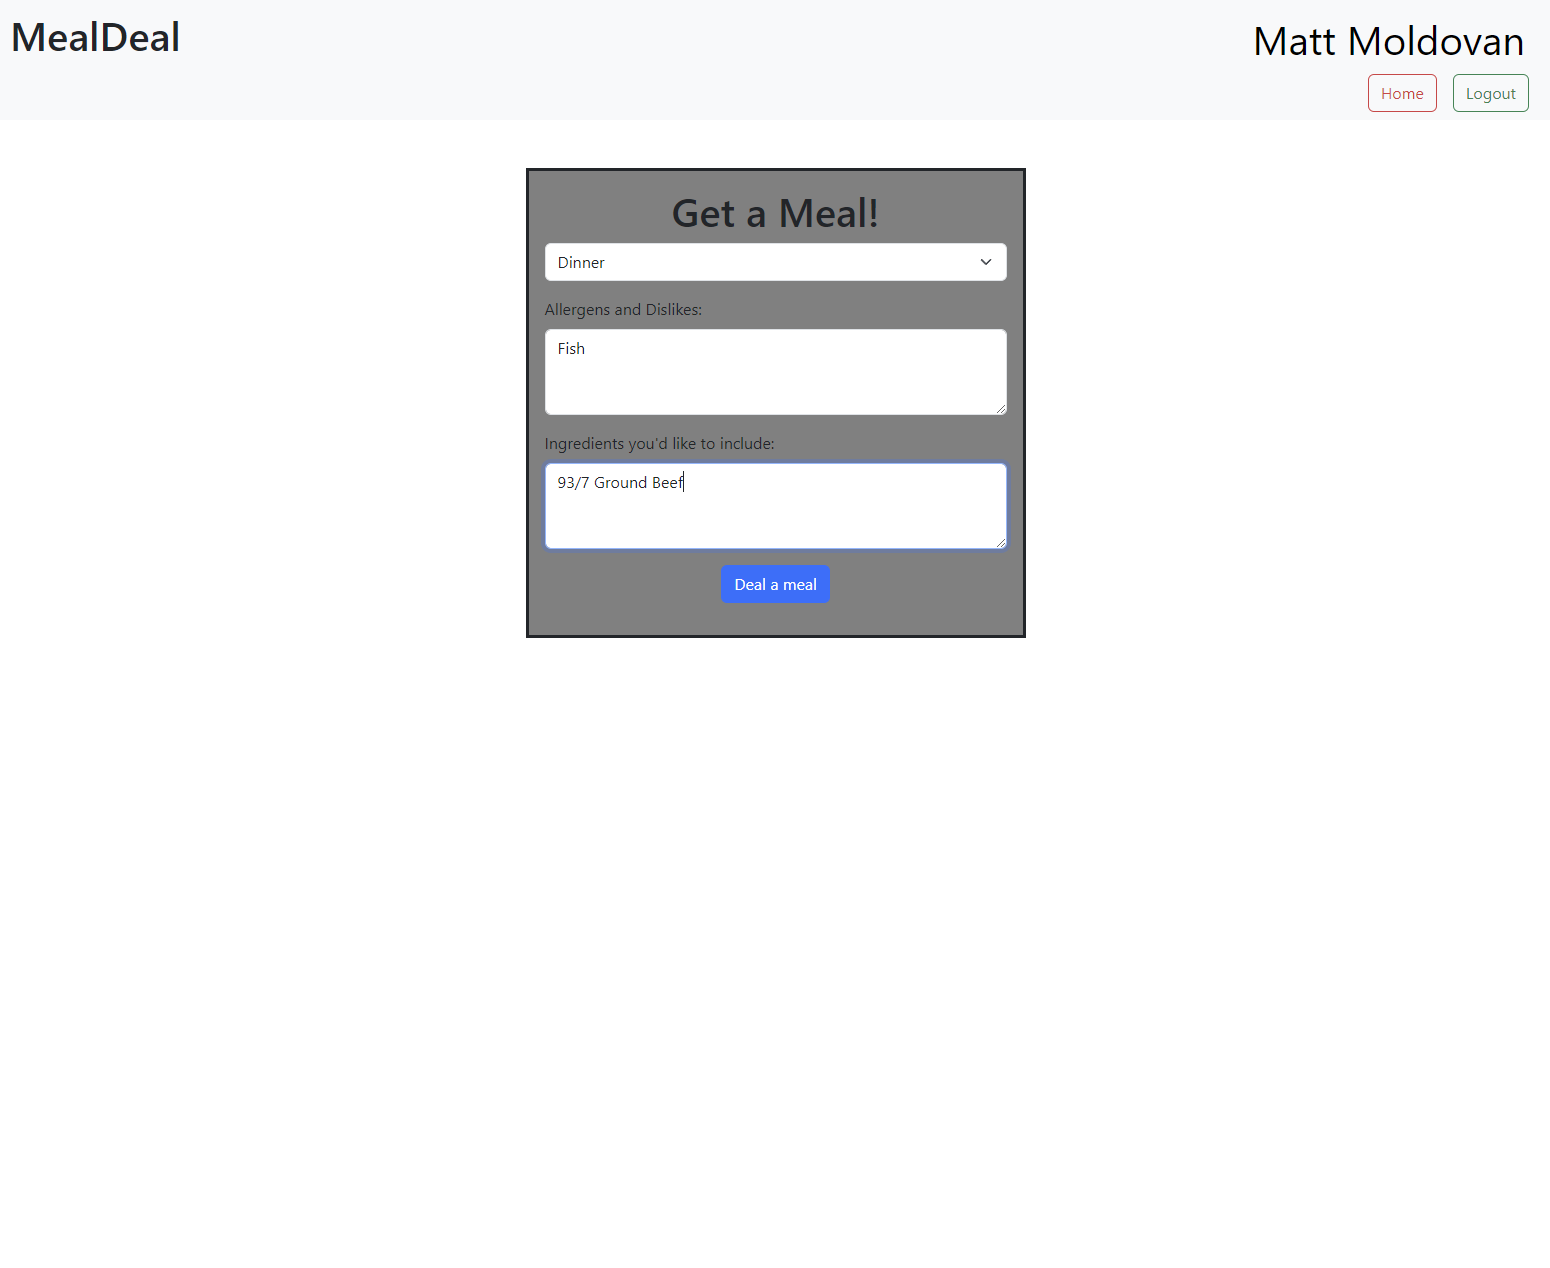 MealDeal
Matt Moldovan
Home
Logout
Get a Meal!
Dinner
Allergens and Dislikes:
Fish
Ingredients you'd like to include:
93/7 Ground Beef
Deal a meal